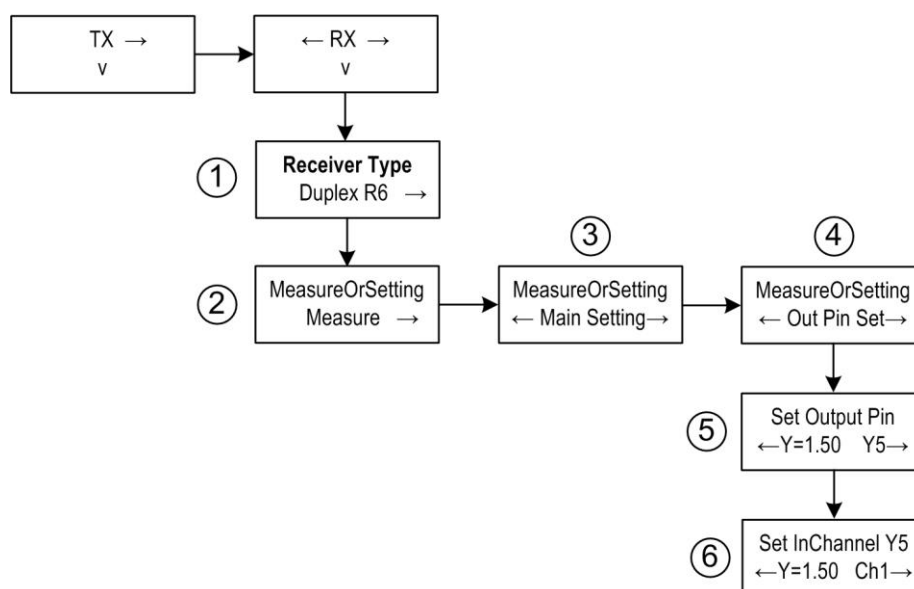 TX →
v
← RX →
v
1
Receiver Type
Duplex R6 →
2
MeasureOrSetting
Measure →
3
MeasureOrSetting
← Main Setting→
4
MeasureOrSetting
← Out Pin Set→
5
Set Output Pin
←Y=1.50 Y5→
6
Set InChannel Y5
←Y=1.50 Ch1→